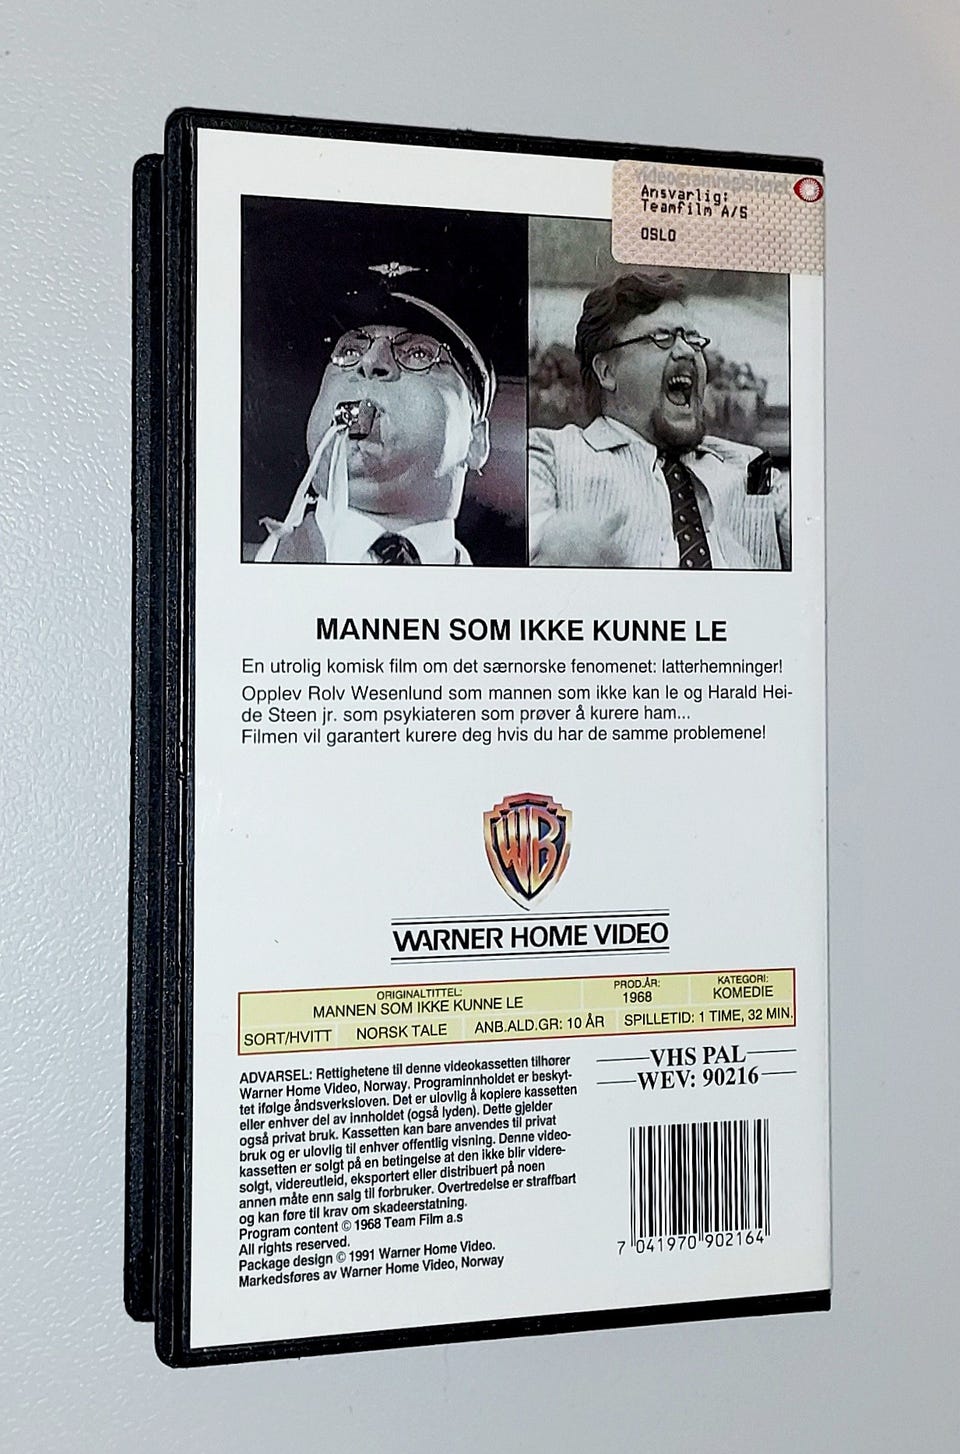 videogramregisteret
Ansvarlig:
Teamfilm A/S
OSLO
MANNEN SOM IKKE KUNNE LE
En utrolig komisk film om det særnorske fenomenet: latterhemninger!
Opplev Rolv Wesenlund som mannen som ikke kan le og Harald Hei-
de Steen jr. som psykiateren som prøver å kurere ham...
Filmen vil garantert kurere deg hvis du har de samme problemene!
WB
WARNER HOME VIDEO
ORIGINALTITTEL:
MANNEN SOM IKKE KUNNE LE
PROD.ÅR:
1968
KATEGORI:
KOMEDIE
SORT/HVITT NORSK TALE ANB.ALD.GR: 10 ÅR SPILLETID: 1 TIME, 32 MIN.
ADVARSEL: Rettighetene til denne videokassetten tilhører
Warner Home Video, Norway. Programinnholdet er beskyt-
tet ifølge åndsverksloven. Det er ulovlig å kopiere kassetten
eller enhver del av innholdet (også lyden). Dette gjelder
også privat bruk. Kassetten kan bare anvendes til privat
bruk og er ulovlig til enhver offentlig visning. Denne video-
kassetten er solgt på en betingelse at den ikke blir videre-
solgt, videreutleid, eksportert eller distribuert på noen
annen måte enn salg til forbruker. Overtredelse er straffbart
og kan føre til krav om skadeerstatning.
Program content © 1968 Team Film a.s
All rights reserved.
Package design © 1991 Warner Home Video.
Markedsføres av Warner Home Video, Norway
VHS PAL
WEV: 90216
7 041970 902164